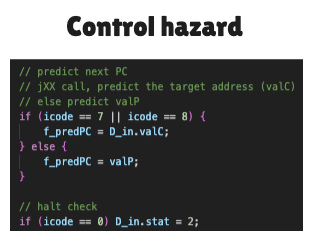 Control hazard
// predict next PC
// jXX call, predict the target address (valC)
// else predict valP
if (icode == 7 || icode == 8) {
f_predPC = D_in.valC;
} else {
f_predPC = valP;
}
// halt check
if (icode == 0) D_in.stat = 2;